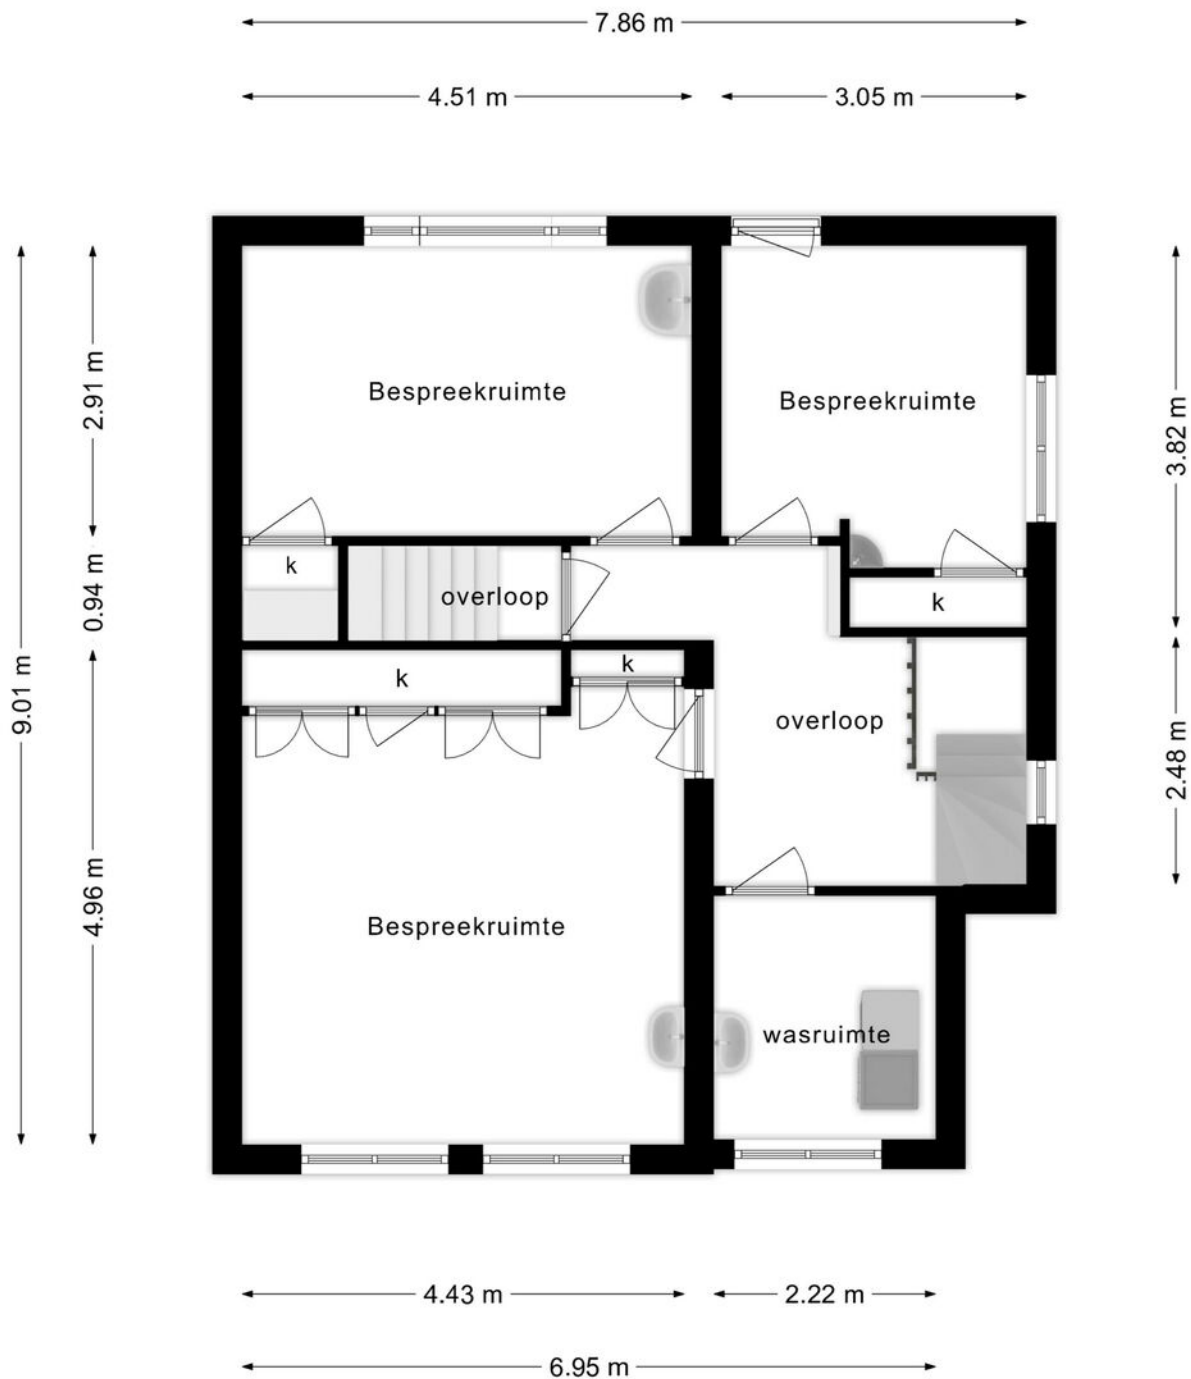 7.86 m
4.51 m
3.05 m
Bespreekruimte
Bespreekruimte
2.91 m
3.82 m
k
overloop
k
0.94 m
k
k
overloop
9.01 m
2.48 m
4.96 m
Bespreekruimte
wasruimte
4.43 m
2.22 m
6.95 m